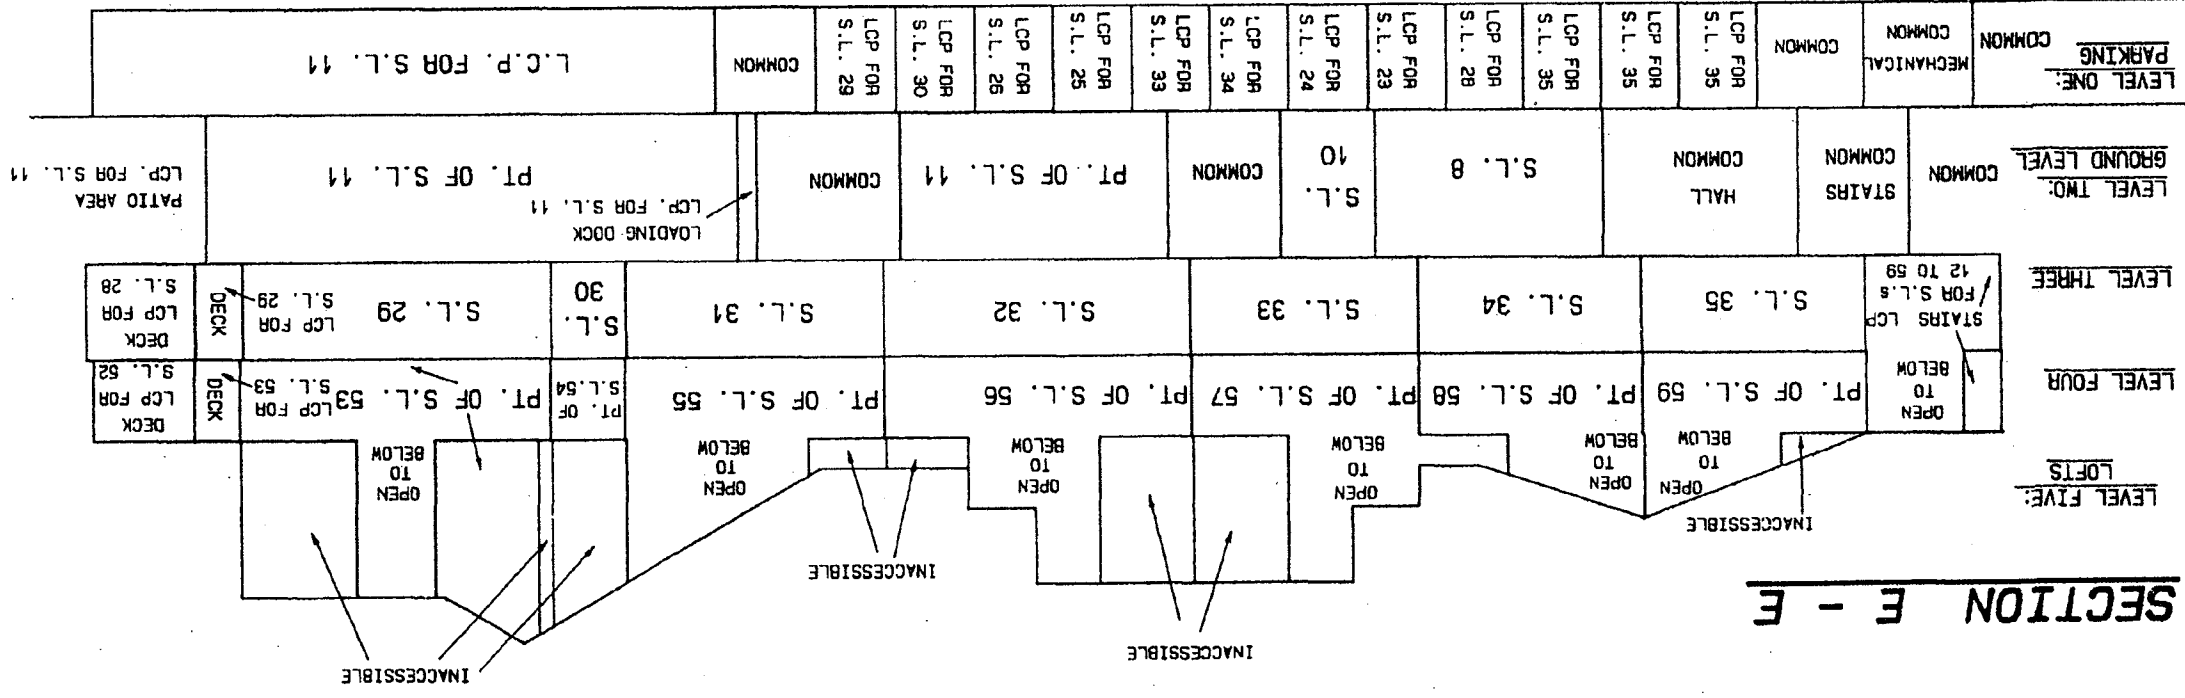 INACCESSIBLE
INACCESSIBLE
SECTION E - E
INACCESSIBLE
INACCESSIBLE
LEVEL FIVE:
LOFTS
OPEN
TO
BELOW
OPEN
TO
BELOW
OPEN
TO
BELOW
OPEN
TO
BELOW
OPEN
TO
BELOW
OPEN
TO
BELOW
LEVEL FOUR
OPEN
TO
BELOW
PT. OF S.L. 59
PT. OF S.L. 58
PT. OF S.L. 57
PT. OF S.L. 56
PT. OF S.L. 55
PT. OF
S.L.54
PT. OF S.L. 53
LCP FOR
S.L. 53
DECK
DECK
LCP FOR
S.L. 52
LEVEL THREE
STAIRS LCP
FOR S.L.s
12 TO 59
S.L. 35
S.L. 34
S.L. 33
S.L. 32
S.L. 31
S.L.
30
S.L. 29
LCP FOR
S.L. 29
DECK
DECK
LCP FOR
S.L. 28
LEVEL TWO:
GROUND LEVEL
COMMON
STAIRS
COMMON
HALL
COMMON
S.L. 8
S.L.
10
COMMON
PT. OF S.L. 11
COMMON
LOADING DOCK
LCP. FOR S.L. 11
PT. OF S.L. 11
PATIO AREA
LCP. FOR S.L. 11
LEVEL ONE:
PARKING
COMMON
MECHANICAL
COMMON
COMMON
LCP FOR
S.L. 35
LCP FOR
S.L. 35
LCP FOR
S.L. 35
LCP FOR
S.L. 28
LCP FOR
S.L. 23
LCP FOR
S.L. 24
LCP FOR
S.L. 34
LCP FOR
S.L. 33
LCP FOR
S.L. 25
LCP FOR
S.L. 26
LCP FOR
S.L. 30
LCP FOR
S.L. 29
COMMON
L.C.P. FOR S.L. 11